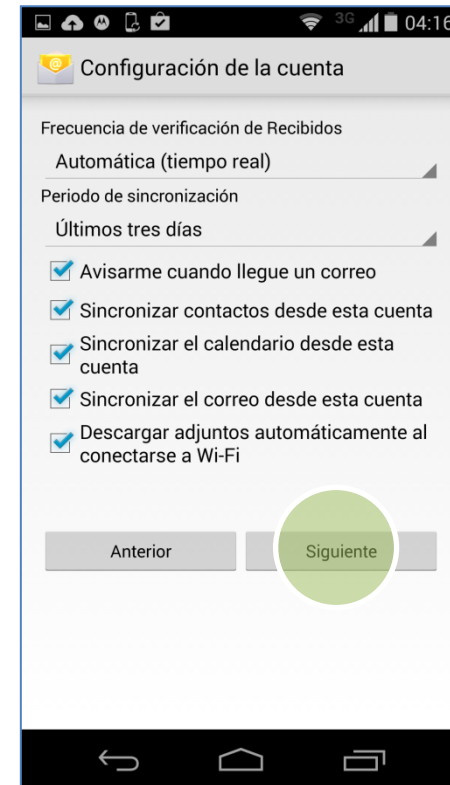 3G 04:16
Configuración de la cuenta
Frecuencia de verificación de Recibidos
Automática (tiempo real)
Periodo de sincronización
Últimos tres días
Avisarme cuando llegue un correo
Sincronizar contactos desde esta cuenta
Sincronizar el calendario desde esta
cuenta
Sincronizar el correo desde esta cuenta
Descargar adjuntos automáticamente al
conectarse a Wi-Fi
Anterior Siguiente